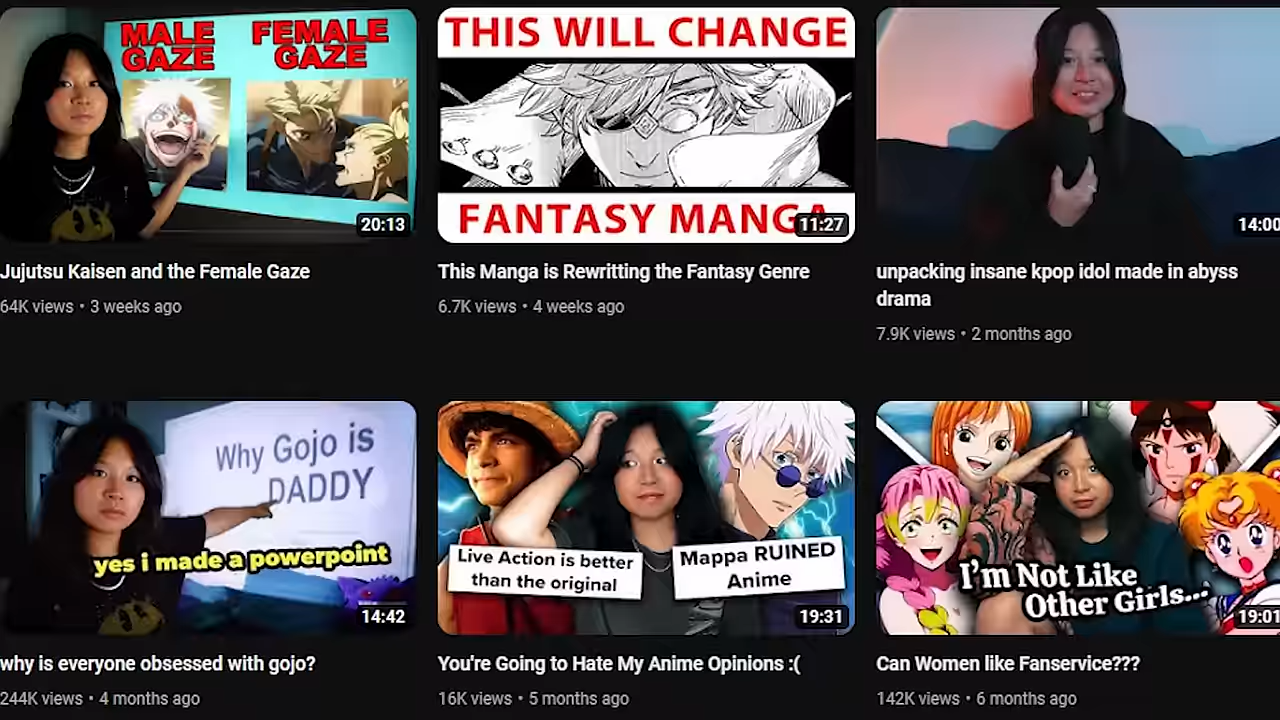 MALE
GAZE
FEMALE
GAZE
20:13
THIS WILL CHANGE
FANTASY MANGA
11:27
14:00
Jujutsu Kaisen and the Female Gaze
64K views • 3 weeks ago
This Manga is Rewritting the Fantasy Genre
6.7K views • 4 weeks ago
unpacking insane kpop idol made in abyss
drama
7.9K views • 2 months ago
Why Gojo is
DADDY
yes i made a powerpoint
14:42
Live Action is better
than the original
Mappa RUINED
Anime
19:31
I'm Not Like
Other Girls...
19:01
why is everyone obsessed with gojo?
244K views • 4 months ago
You're Going to Hate My Anime Opinions :(
16K views • 5 months ago
Can Women like Fanservice???
142K views • 6 months ago